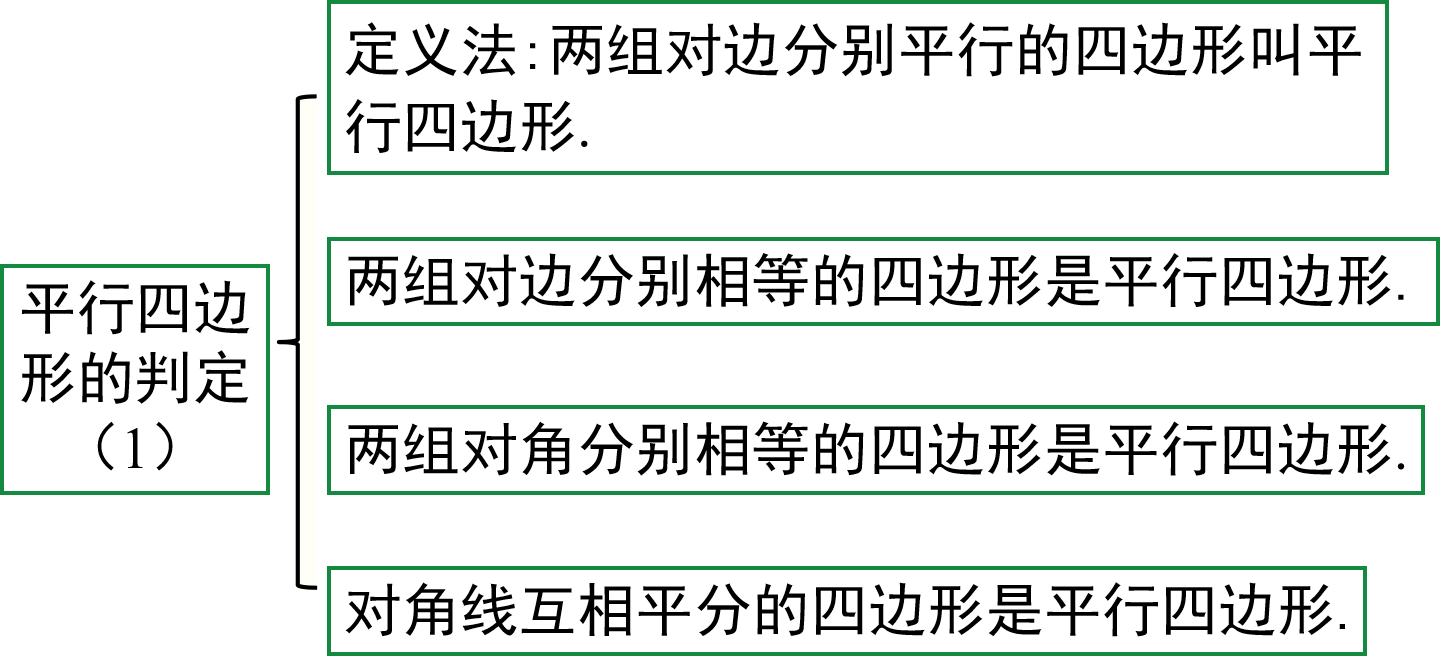 定义法:两组对边分别平行的四边形叫平
行四边形.
两组对边分别相等的四边形是平行四边形.
平行四边
形的判定
（1）
两组对角分别相等的四边形是平行四边形.
对角线互相平分的四边形是平行四边形.